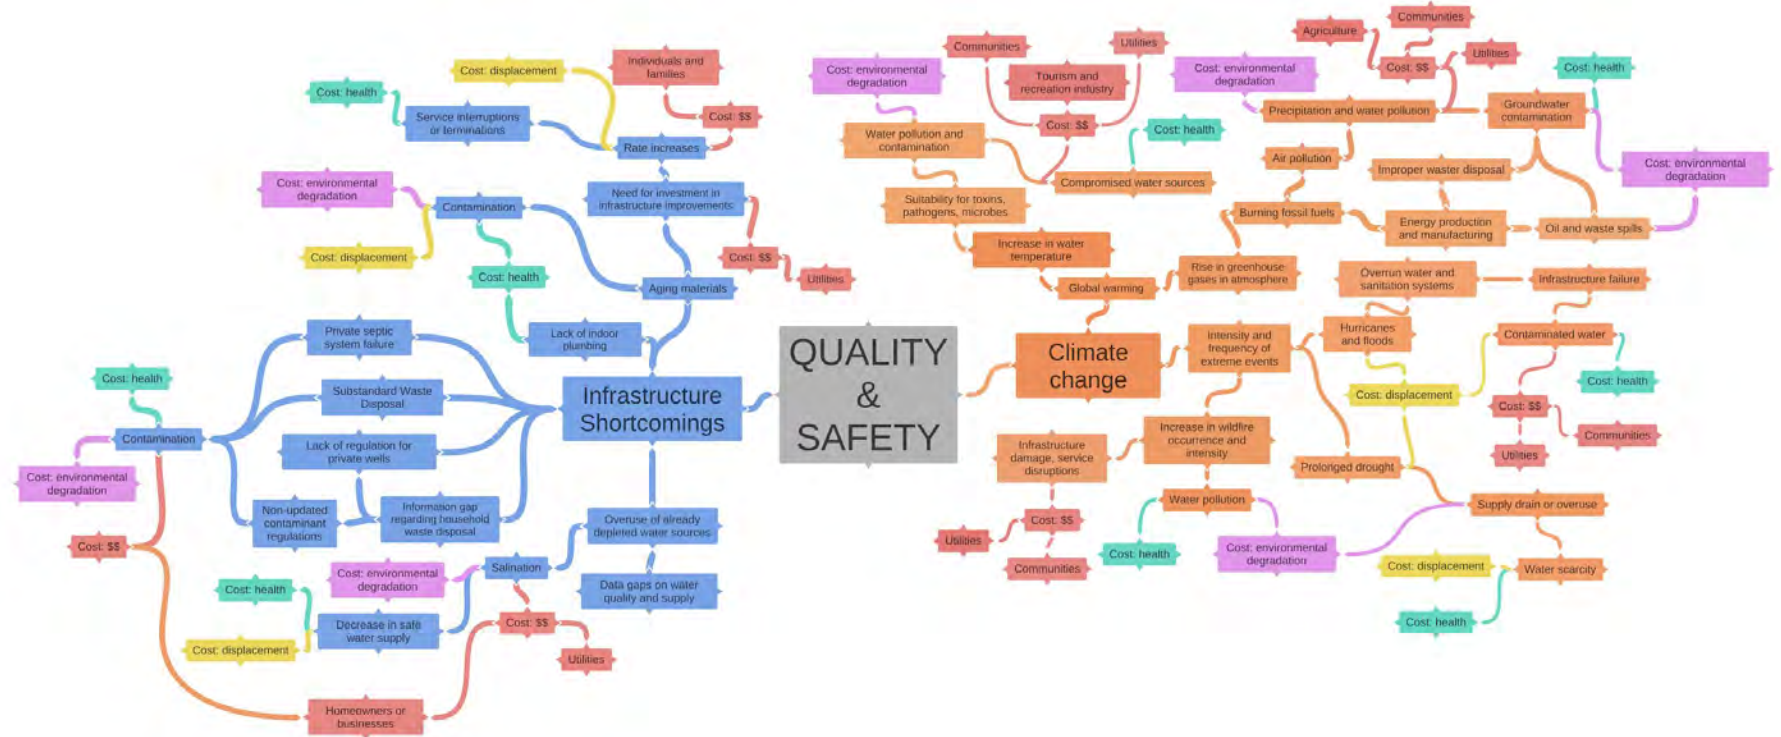 QUALITY
&
SAFETY
Infrastructure
Shortcomings
Lack of indoor
plumbing
Aging materials
Need for investment in
infrastructure improvements
Cost: $$
Utilities
Rate increases
Cost: $$
Individuals and
families
Cost: displacement
Service interruptions
or terminations
Cost: health
Contamination
Cost: environmental
degradation
Cost: displacement
Cost: health
Private septic
system failure
Substandard Waste
Disposal
Lack of regulation for
private wells
Information gap
regarding household
waste disposal
Non-updated
contaminant
regulations
Contamination
Cost: health
Cost: environmental
degradation
Cost: $$
Homeowners or
businesses
Overuse of already
depleted water sources
Data gaps on water
quality and supply
Salination
Cost: environmental
degradation
Decrease in safe
water supply
Cost: health
Cost: displacement
Cost: $$
Utilities
Climate
change
Global warming
Increase in water
temperature
Suitability for toxins,
pathogens, microbes
Water pollution and
contamination
Cost: environmental
degradation
Compromised water sources
Cost: health
Cost: $$
Communities
Tourism and
recreation industry
Utilities
Rise in greenhouse
gases in atmosphere
Burning fossil fuels
Air pollution
Precipitation and water pollution
Cost: environmental
degradation
Cost: $$
Agriculture
Communities
Utilities
Groundwater
contamination
Cost: health
Cost: environmental
degradation
Improper waster disposal
Energy production
and manufacturing
Oil and waste spills
Intensity and
frequency of
extreme events
Hurricanes
and floods
Overrun water and
sanitation systems
Infrastructure failure
Contaminated water
Cost: health
Cost: $$
Communities
Utilities
Cost: displacement
Prolonged drought
Supply drain or overuse
Water scarcity
Cost: displacement
Cost: health
Increase in wildfire
occurrence and
intensity
Infrastructure
damage, service
disruptions
Cost: $$
Utilities
Communities
Water pollution
Cost: health
Cost: environmental
degradation